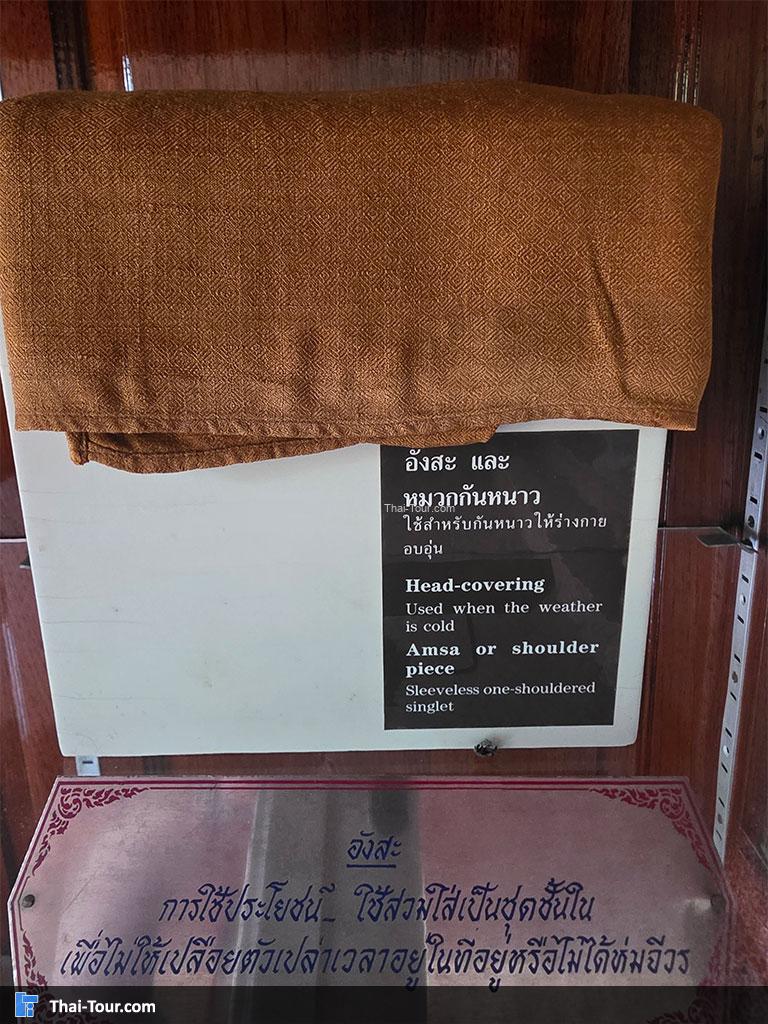 อังสะ และ
หมวกกันหนาว
Thai-Tour.com
ใช้สำหรับกันหนาวให้ร่างกาย
อบอุ่น
Head-covering
Used when the weather
is cold
Amsa or shoulder
piece
Sleeveless one-shouldered
singlet
อังสะ
การใช้ประโยชน์_ ใช้สวมใส่เป็นชุดชั้นใน
เพื่อไม่ให้เปลือยตัวเปล่าเวลาอยู่ในที่อยู่หรือไม่ได้ห่มจีวร
Thai-Tour.com